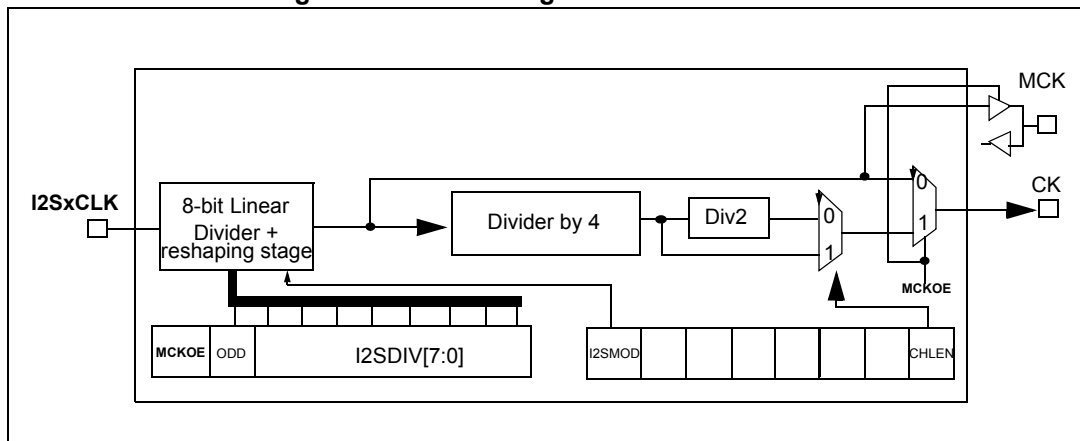 MCK
I2SxCLK
8-bit Linear
Divider +
reshaping stage
Divider by 4
Div2
0
1
0
1
CK
MCKOE
MCKOE
ODD
I2SDIV[7:0]
I2SMOD
CHLEN